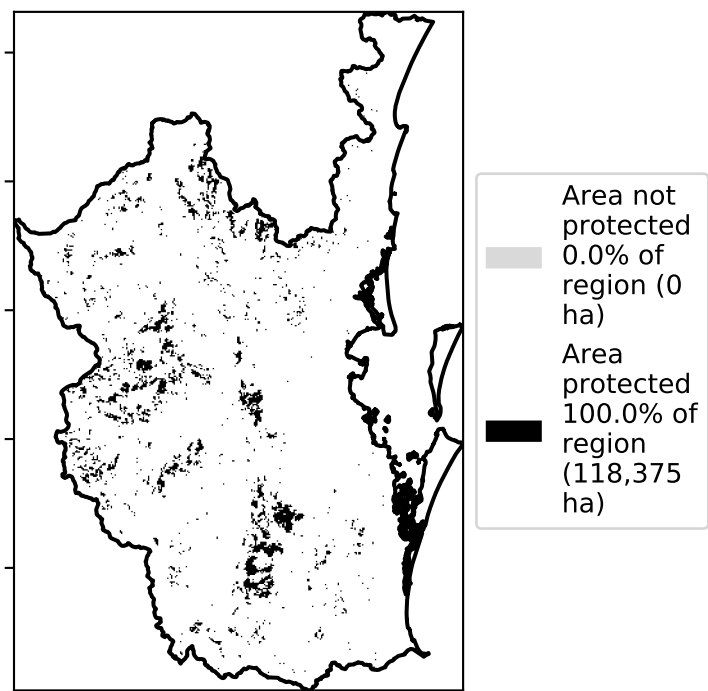 Area not
protected
0.0% of
region (0
ha)
Area
protected
100.0% of
region
(118,375
ha)